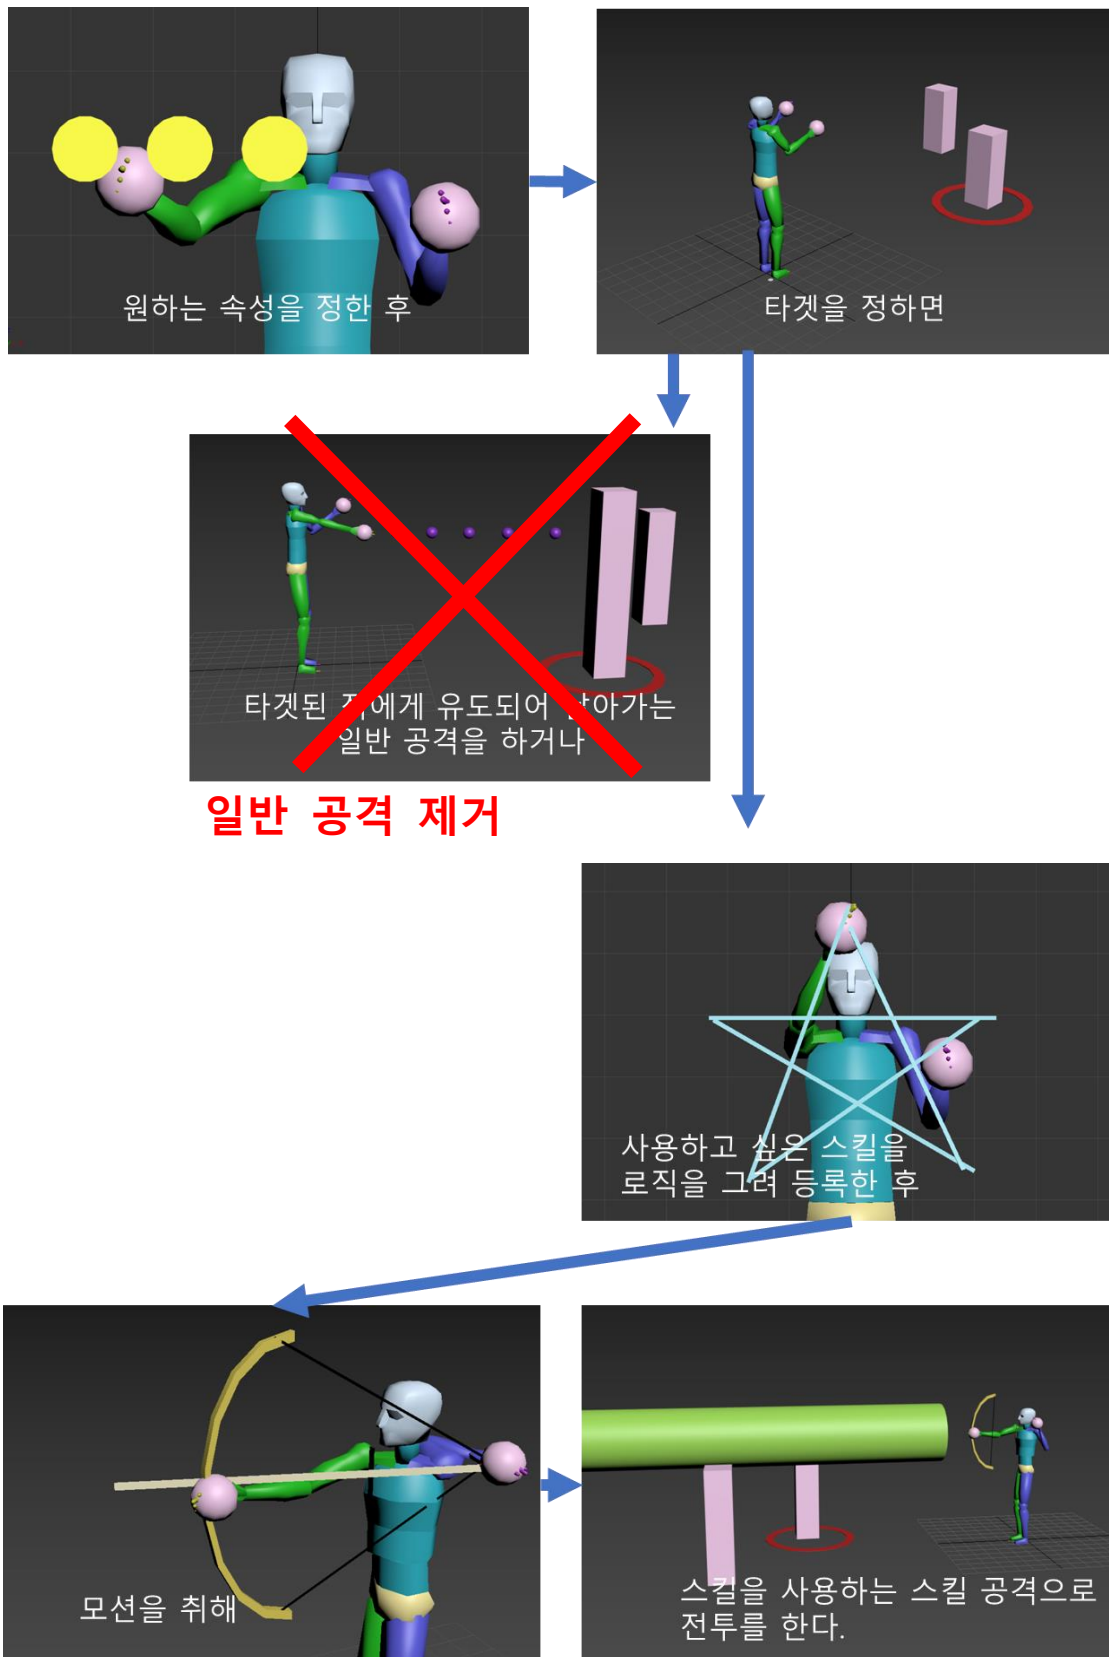 원하는 속성을 정한 후
타겟을 정하면
타겟된 적에게 유도되어 날아가는
일반 공격을 하거나
일반 공격 제거
사용하고 싶은 스킬을
로직을 그려 등록한 후
모션을 취해
스킬을 사용하는 스킬 공격으로
전투를 한다.